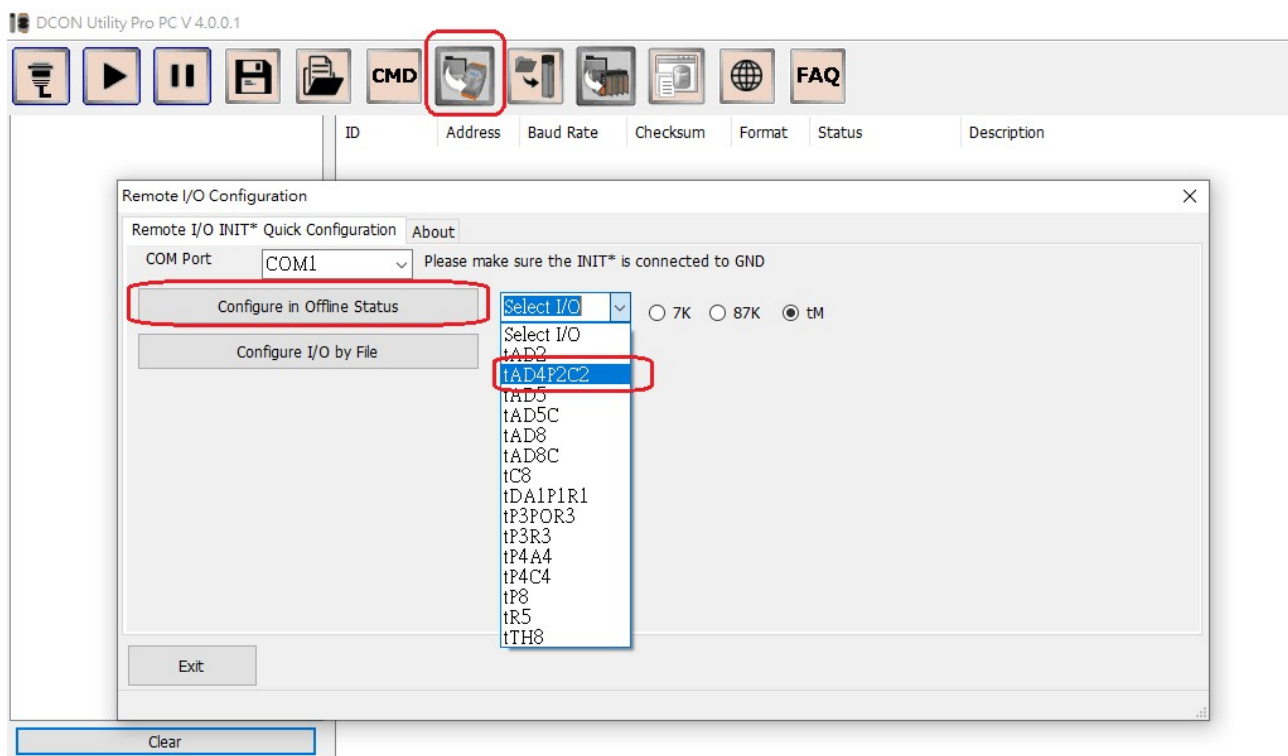 DCON Utility Pro PC V 4.0.0.1
CMD FAQ
ID Address Baud Rate Checksum Format Status Description
Remote I/O Configuration
Remote I/O INIT* Quick Configuration About
COM Port COM1 Please make sure the INIT* is connected to GND
Configure in Offline Status Select I/O 7K 87K tM
Select I/O
Configure I/O by File
tAD2
tAD4P2C2
tAD5
tAD5C
tAD8
tAD8C
tC8
tDA1P1R1
tP3POR3
tP3R3
tP4A4
tP4C4
tP8
tR5
tTH8
Exit
Clear